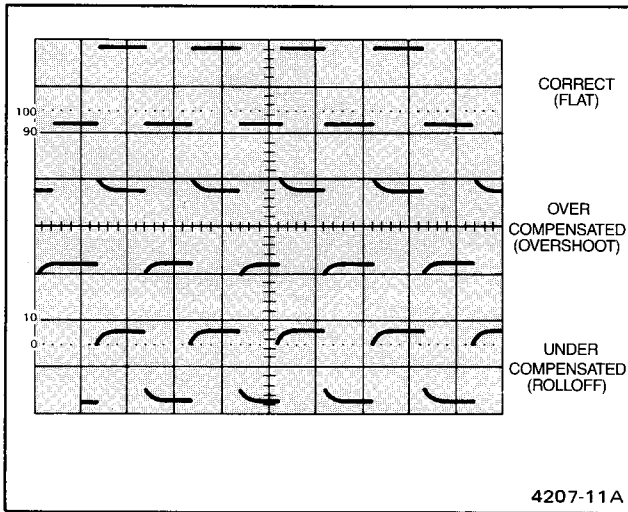 CORRECT
(FLAT)
100
90
OVER
COMPENSATED
(OVERSHOOT)
10
0
UNDER
COMPENSATED
(ROLLOFF)
4207-11A